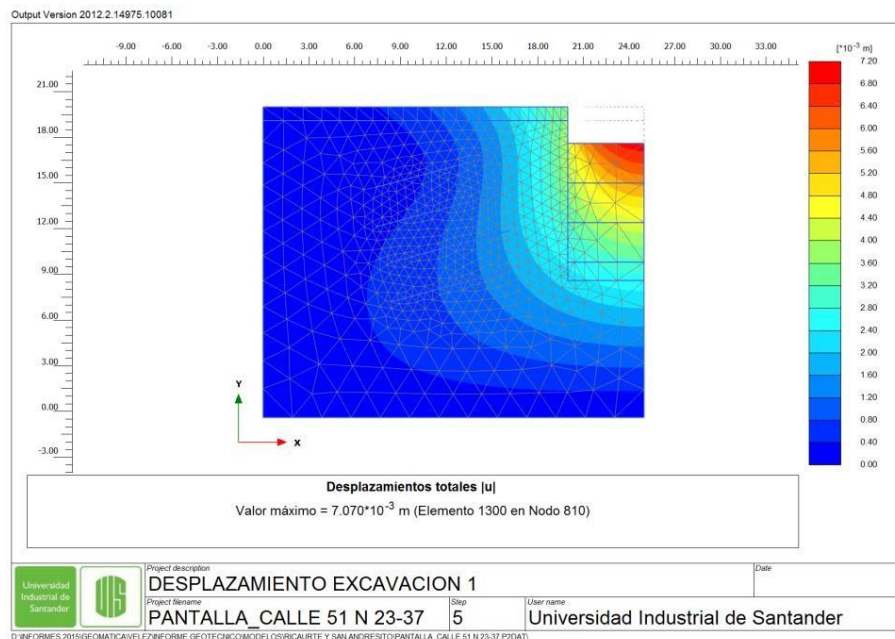 Output Version 2012.2.14975.10081
-9.00 -6.00 -3.00 0.00 3.00 6.00 9.00 12.00 15.00 18.00 21.00 24.00 27.00 30.00 33.00
[*10⁻³ m]
21.00
18.00
15.00
12.00
9.00
6.00
3.00
0.00
-3.00
Y
X
7.20
6.80
6.40
6.00
5.60
5.20
4.80
4.40
4.00
3.60
3.20
2.80
2.40
2.00
1.60
1.20
0.80
0.40
0.00
Desplazamientos totales |u|
Valor máximo = 7.070*10⁻³ m (Elemento 1300 en Nodo 810)
Universidad
Industrial de
Santander
Project description
DESPLAZAMIENTO EXCAVACION 1
Date
Project filename
PANTALLA_CALLE 51 N 23-37
Step
5
User name
Universidad Industrial de Santander